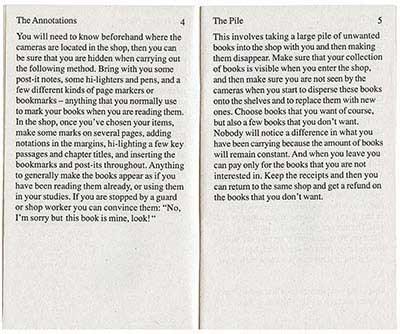 The Annotations 4
You will need to know beforehand where the
cameras are located in the shop, then you can
be sure that you are hidden when carrying out
the following method. Bring with you some
post-it notes, some hi-lighters and pens, and a
few different kinds of page markers or
bookmarks – anything that you normally use
to mark your books when you are reading them.
In the shop, once you've chosen your items,
make some marks on several pages, adding
notations in the margins, hi-lighting a few key
passages and chapter titles, and inserting the
bookmarks and post-its throughout. Anything
to generally make the books appear as if you
have been reading them already, or using them
in your studies. If you are stopped by a guard
or shop worker you can convince them: “No,
I'm sorry but this book is mine, look!“
The Pile 5
This involves taking a large pile of unwanted
books into the shop with you and then making
them disappear. Make sure that your collection
of books is visible when you enter the shop,
and then make sure you are not seen by the
cameras when you start to disperse these books
onto the shelves and to replace them with new
ones. Choose books that you want of course,
but also a few books that you don't want.
Nobody will notice a difference in what you
have been carrying because the amount of books
will remain constant. And when you leave you
can pay only for the books that you are not
interested in. Keep the receipts and then you
can return to the same shop and get a refund on
the books that you don't want.